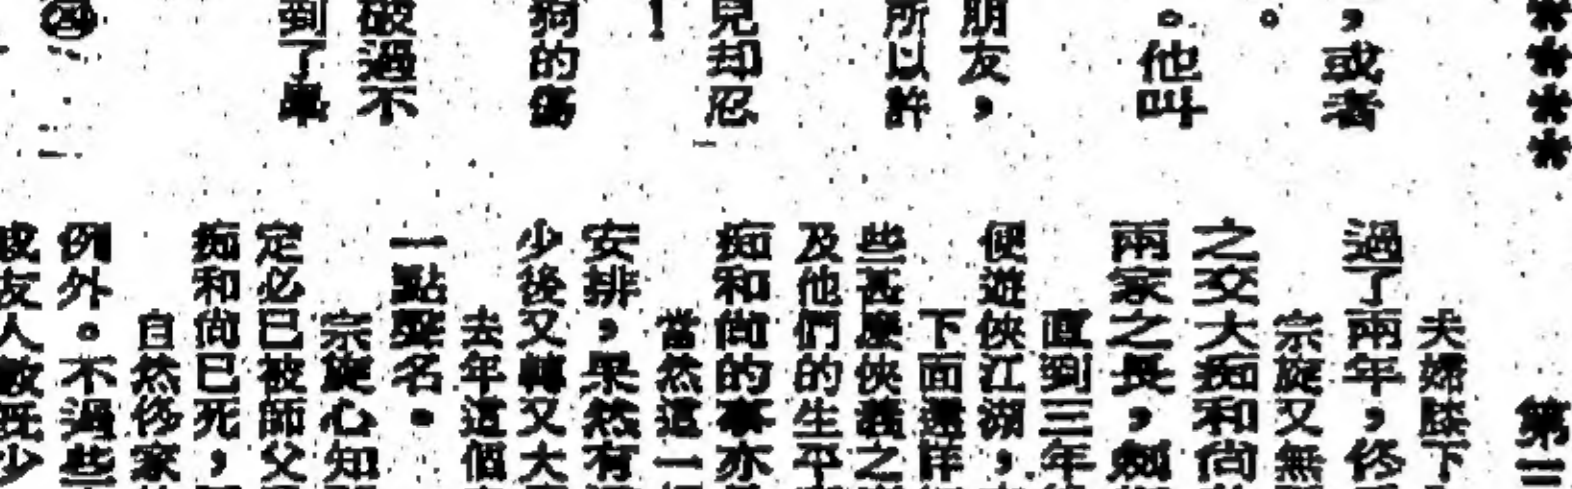 ****
，或者
。
。他叫
朋友，
所以許
兒却忍
！
狗的傷
破過不
到了單
第三
夫婦膝下
過了兩年，修
宗旋又無
之交大痴和尚
兩家之長，劍
直到三年
便遊俠江湖，
下面還詳
些甚麼俠義之
及他們的生平
痴和尚的事亦
當然這一
安排，果然有
少後又轉又大
去年這個
一點聲名。
宗旋心知
定必已被師父
痴和尚已死，
自然修家
例外。不過些
或友人敵既少